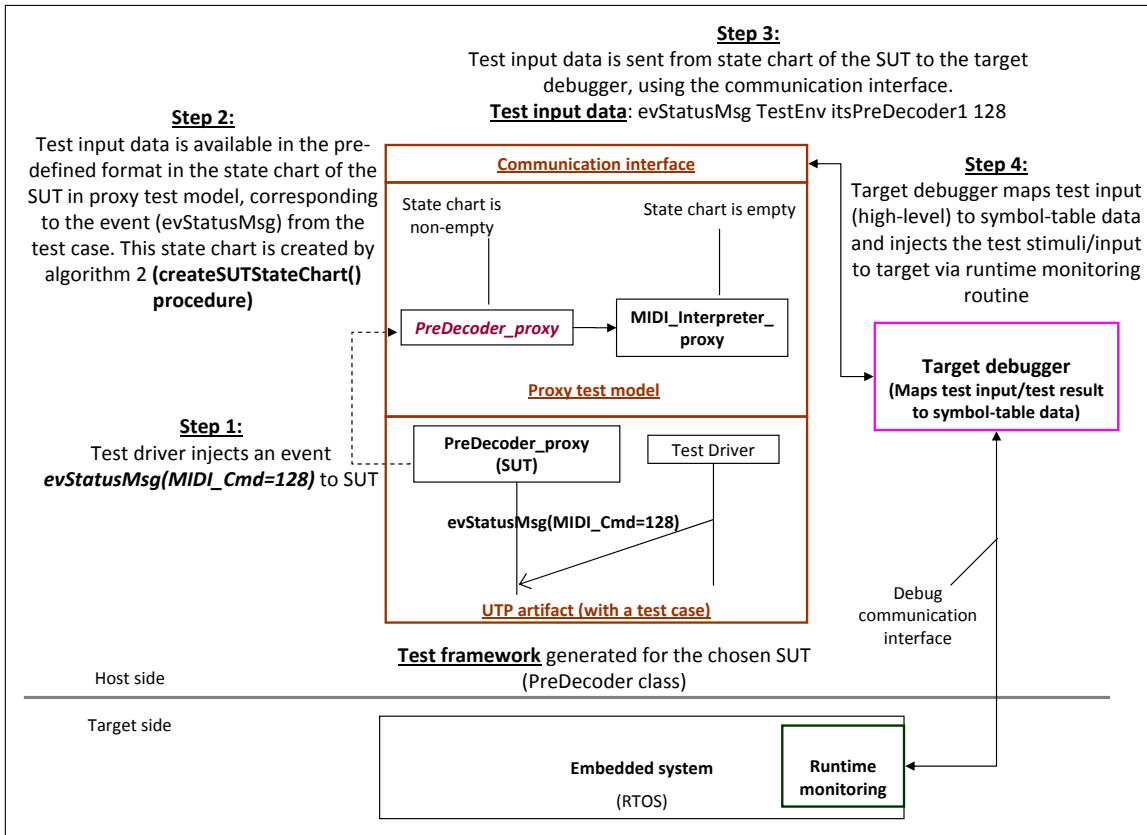 Step 3:
Test input data is sent from state chart of the SUT to the target
debugger, using the communication interface.
Test input data: evStatusMsg TestEnv itsPreDecoder1 128
Step 2:
Test input data is available in the pre-
defined format in the state chart of the
SUT in proxy test model, corresponding
to the event (evStatusMsg) from the
test case. This state chart is created by
algorithm 2 (createSUTStateChart()
procedure)
Communication interface
State chart is
non-empty
State chart is empty
PreDecoder_proxy
MIDI_Interpreter_
proxy
Proxy test model
Step 4:
Target debugger maps test input
(high-level) to symbol-table data
and injects the test stimuli/input
to target via runtime monitoring
routine
Target debugger
(Maps test input/test result
to symbol-table data)
Step 1:
Test driver injects an event
evStatusMsg(MIDI_Cmd=128) to SUT
PreDecoder_proxy
(SUT)
Test Driver
evStatusMsg(MIDI_Cmd=128)
UTP artifact (with a test case)
Debug
communication
interface
Test framework generated for the chosen SUT
(PreDecoder class)
Host side
Target side
Embedded system
(RTOS)
Runtime
monitoring